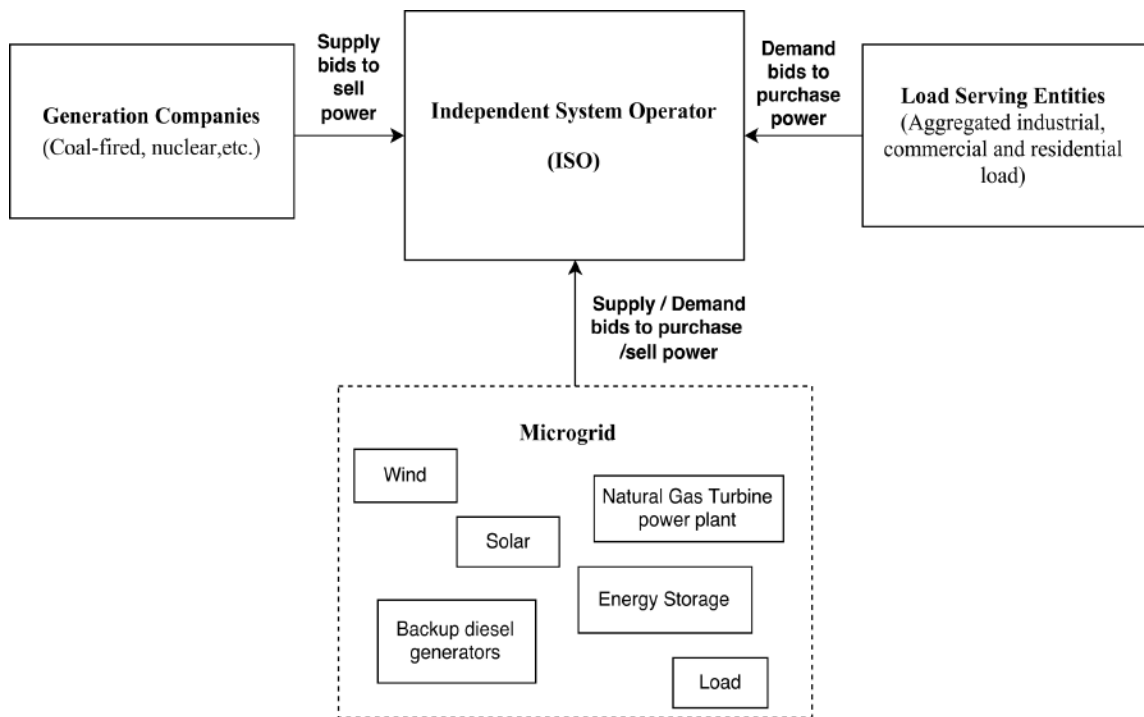 Generation Companies
(Coal-fired, nuclear,etc.)
Supply
bids to
sell
power
Independent System Operator
(ISO)
Demand
bids to
purchase
power
Load Serving Entities
(Aggregated industrial,
commercial and residential
load)
Supply / Demand
bids to purchase
/sell power
Microgrid
Wind
Natural Gas Turbine
power plant
Solar
Energy Storage
Backup diesel
generators
Load